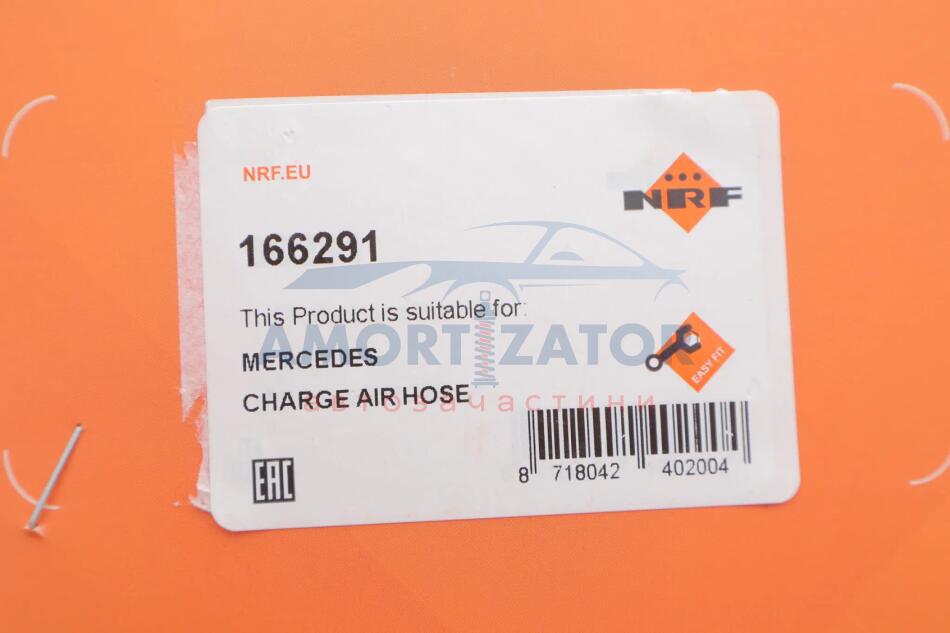 NRF.EU
NRF
166291
This Product is suitable for:
AMORTIZATOR
MERCEDES
EASY FIT
CHARGE AIR HOSE
автозачастини
8 718042 402004
EAC